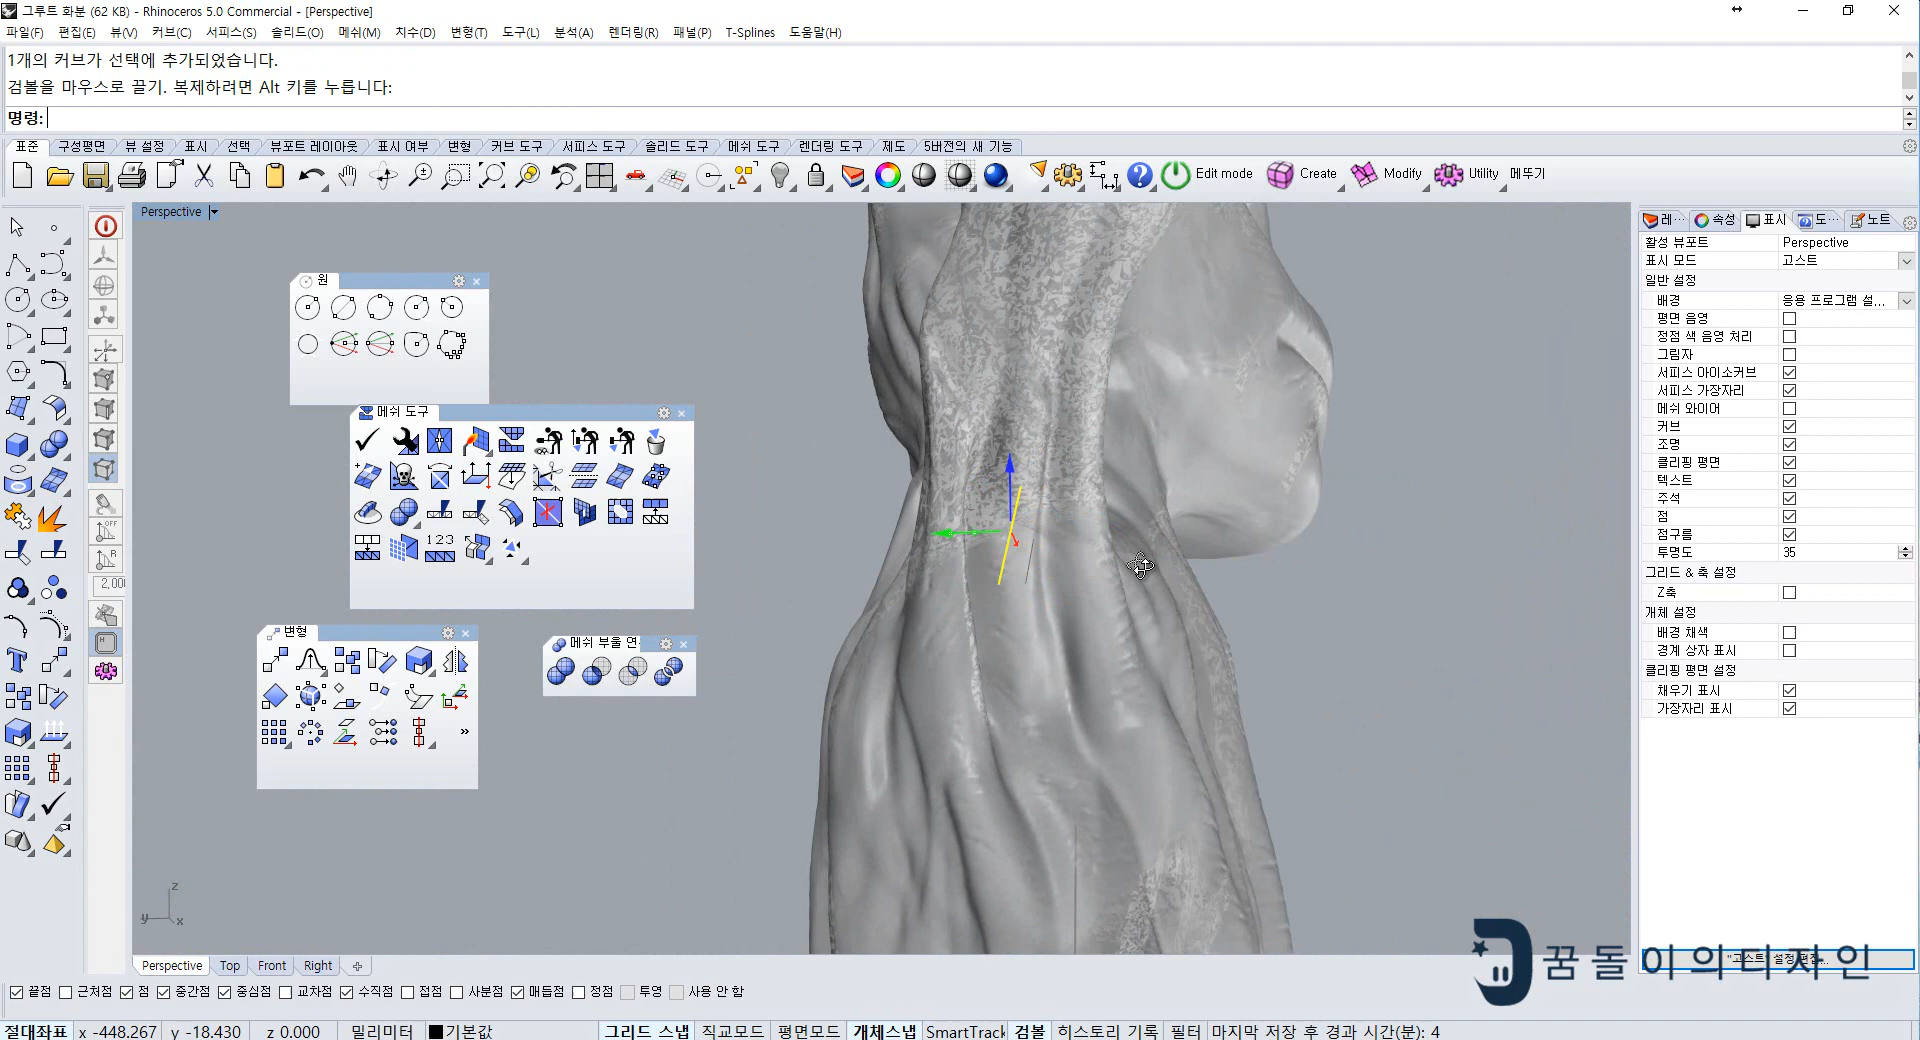 그루트 화분 (62 KB) - Rhinoceros 5.0 Commercial - [Perspective]
파일(F) 편집(E) 뷰(V) 커브(C) 서피스(S) 솔리드(O) 메쉬(M) 치수(D) 변형(T) 도구(L) 분석(A) 렌더링(R) 패널(P) T-Splines 도움말(H)
1개의 커브가 선택에 추가되었습니다.
검볼을 마우스로 끌기. 복제하려면 Alt 키를 누릅니다:
명령:
표준 구성평면 뷰 설정 표시 선택 뷰포트 레이아웃 표시 여부 변형 커브 도구 서피스 도구 솔리드 도구 메쉬 도구 렌더링 도구 제도 5버전의 새 기능
Edit mode Create Modify Utility 메뚜기
Perspective
레··· 속성 표시 도··· 노트
활성 뷰포트 Perspective
표시 모드 고스트
일반 설정
배경 응용 프로그램 설...
평면 음영
정점 색 음영 처리
그림자
서피스 아이소커브
서피스 가장자리
메쉬 와이어
커브
조명
클리핑 평면
텍스트
주석
점
점구름
투명도 35
그리드 & 축 설정
Z축
개체 설정
배경 채색
경계 상자 표시
클리핑 평면 설정
채우기 표시
가장자리 표시
원
메쉬 도구
123
변형
메쉬 부울 연
OFF
R
2,00
H
z
y
x
"고스트" 설정 편집...
꿈돌이의디자인
Perspective Top Front Right
끝점 근처점 점 중간점 중심점 교차점 수직점 접점 사분점 매듭점 정점 투영 사용 안 함
절대좌표 x -448.267 y -18.430 z 0.000 밀리미터 기본값 그리드 스냅 직교모드 평면모드 개체스냅 SmartTrack 검볼 히스토리 기록 필터 마지막 저장 후 경과 시간(분): 4